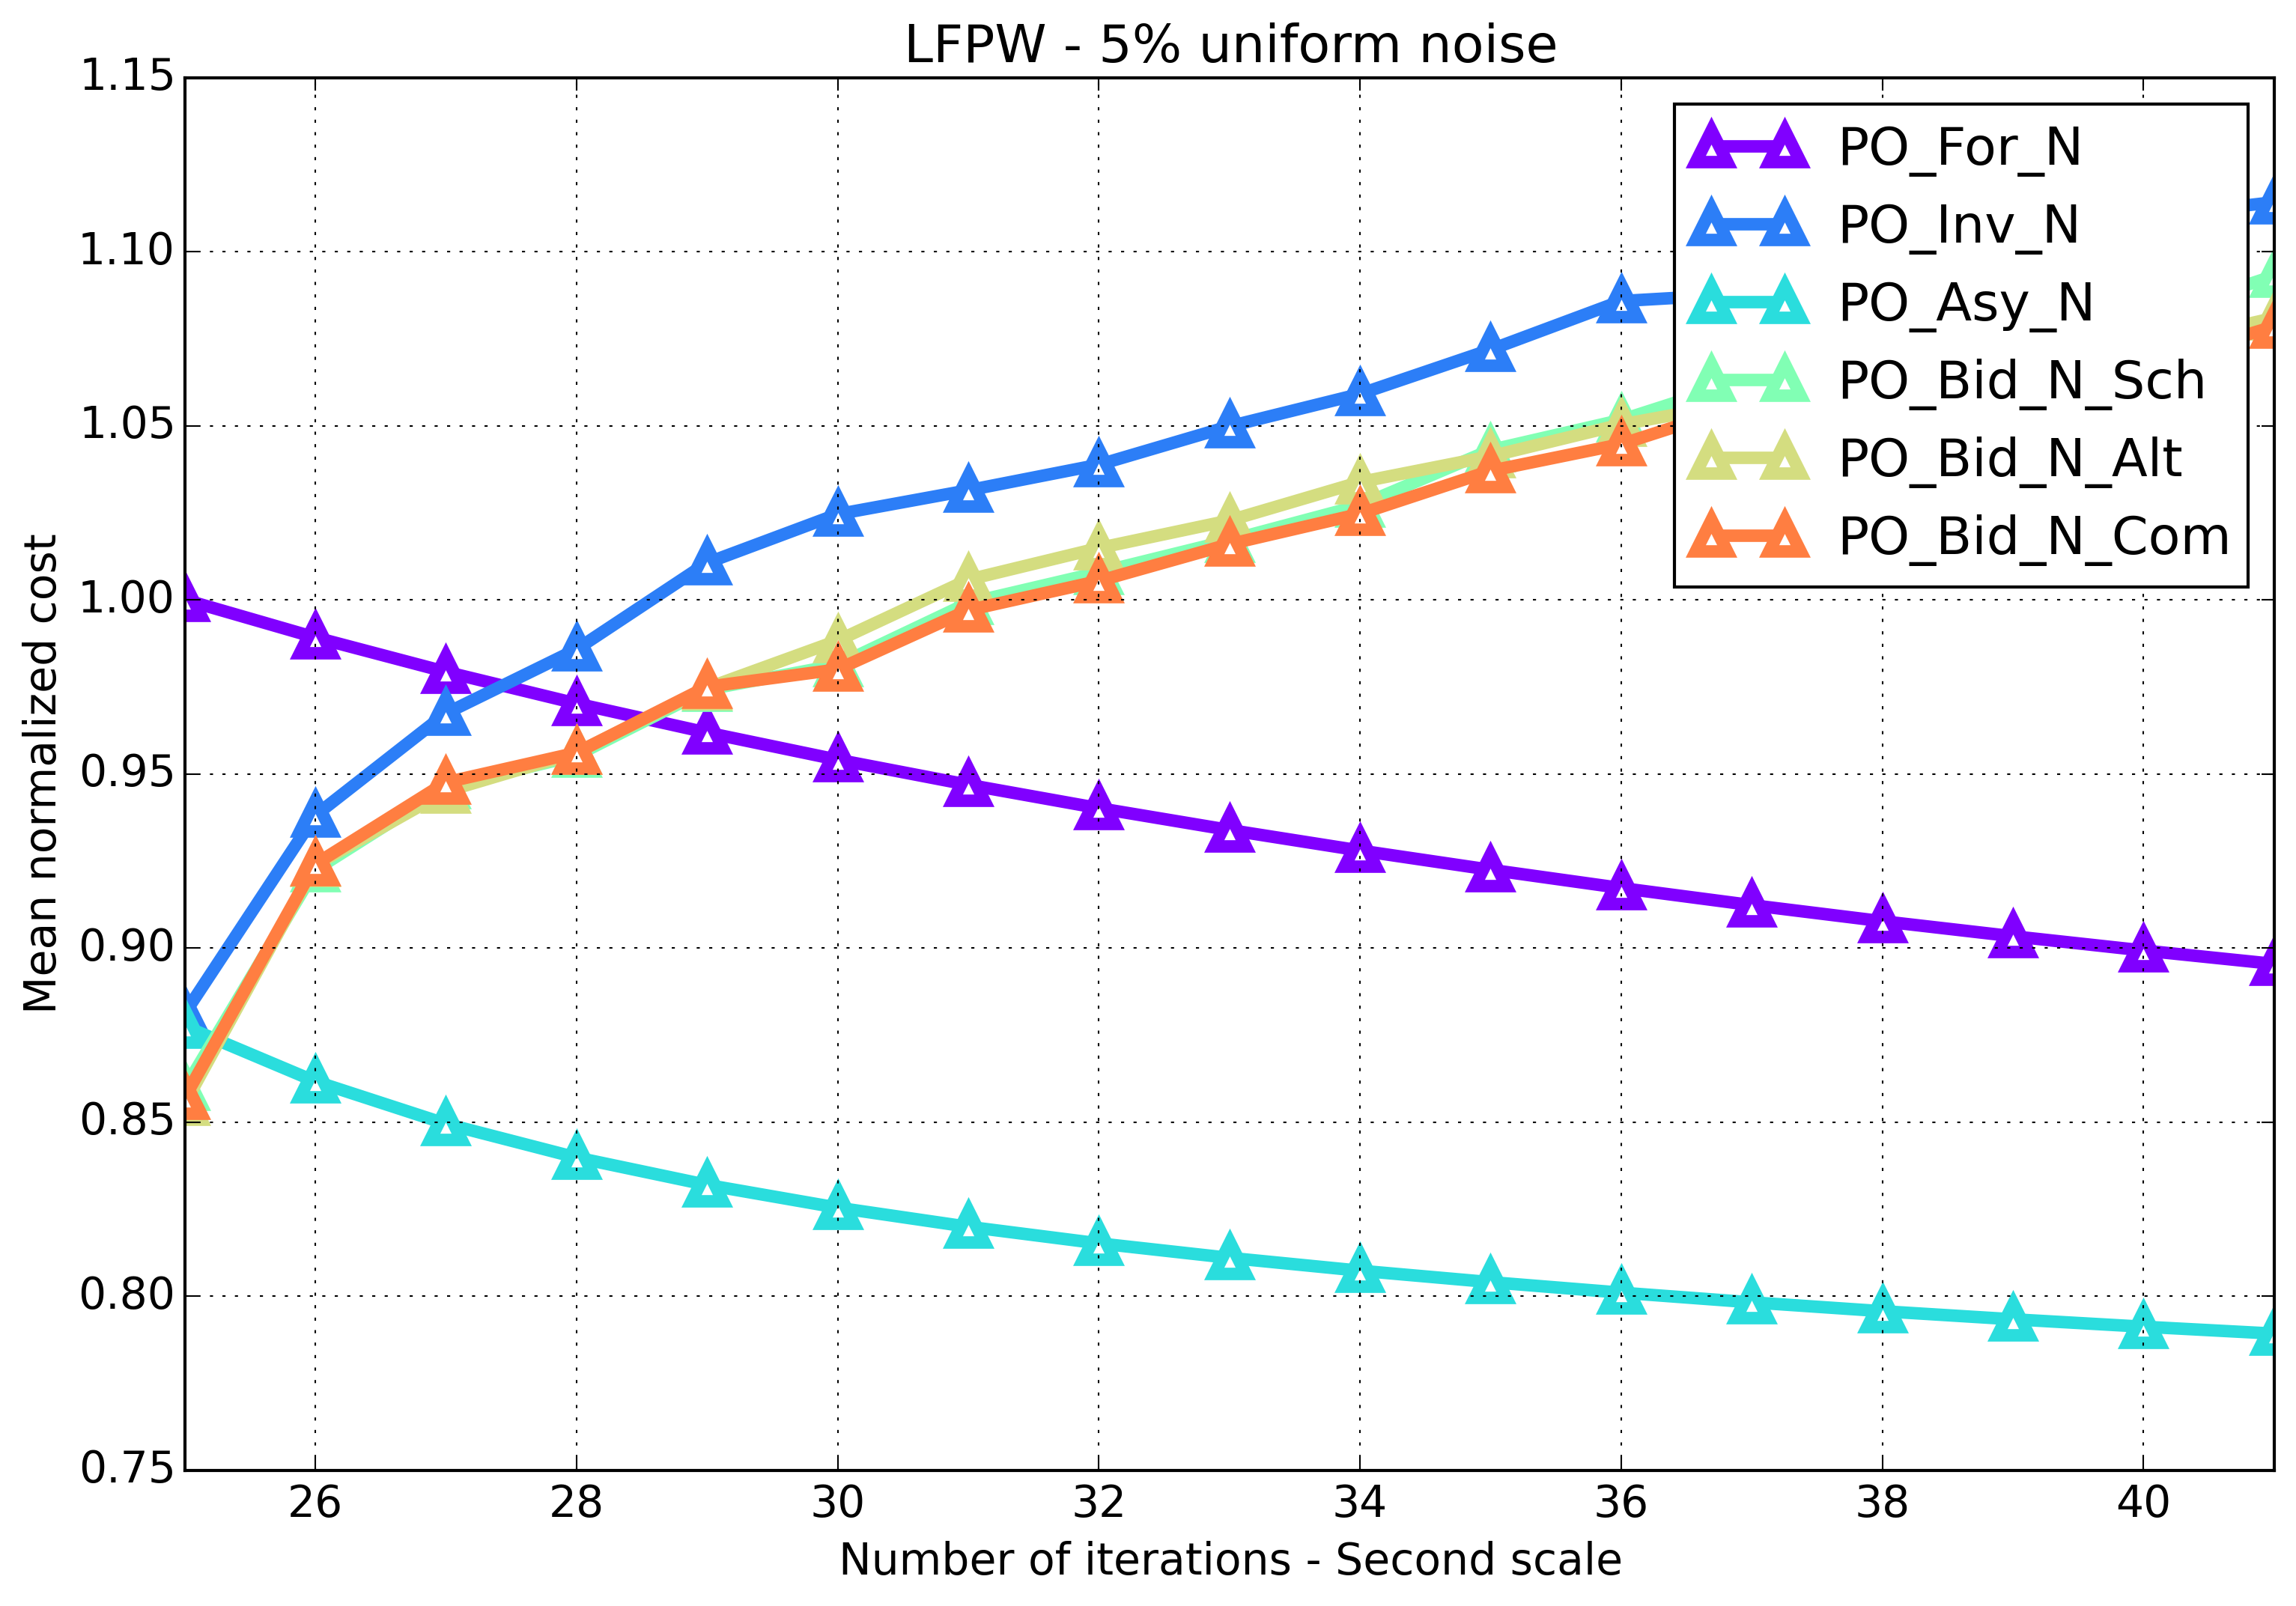 LFPW - 5% uniform noise
1.15
1.10
1.05
1.00
0.95
0.90
0.85
0.80
0.75
Mean normalized cost
PO_For_N
PO_Inv_N
PO_Asy_N
PO_Bid_N_Sch
PO_Bid_N_Alt
PO_Bid_N_Com
26 28 30 32 34 36 38 40
Number of iterations - Second scale